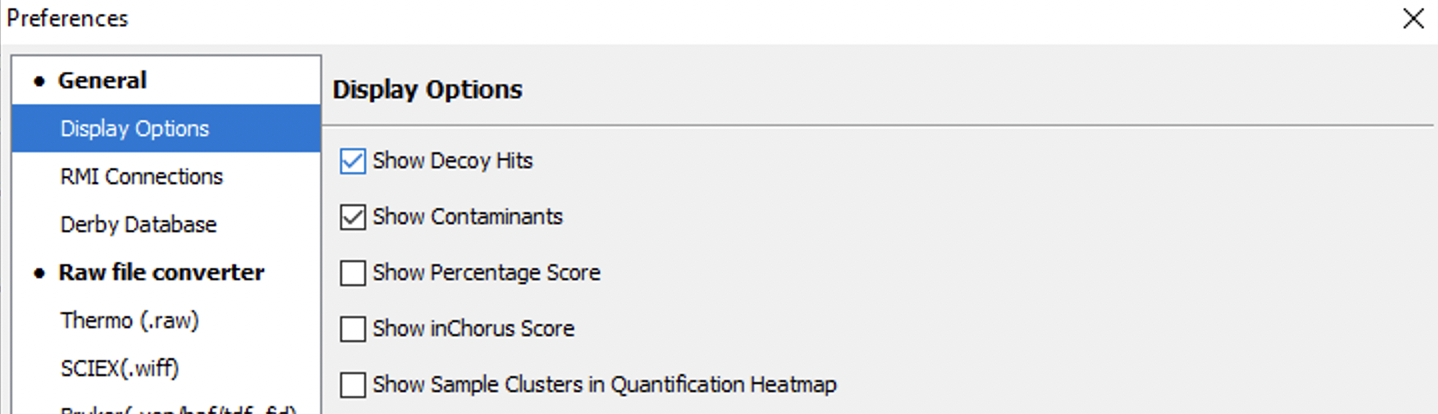 Preferences
General
Display Options
RMI Connections
Derby Database
Raw file converter
Thermo (.raw)
SCIEX(.wiff)
Display Options
Show Decoy Hits
Show Contaminants
Show Percentage Score
Show inChorus Score
Show Sample Clusters in Quantification Heatmap